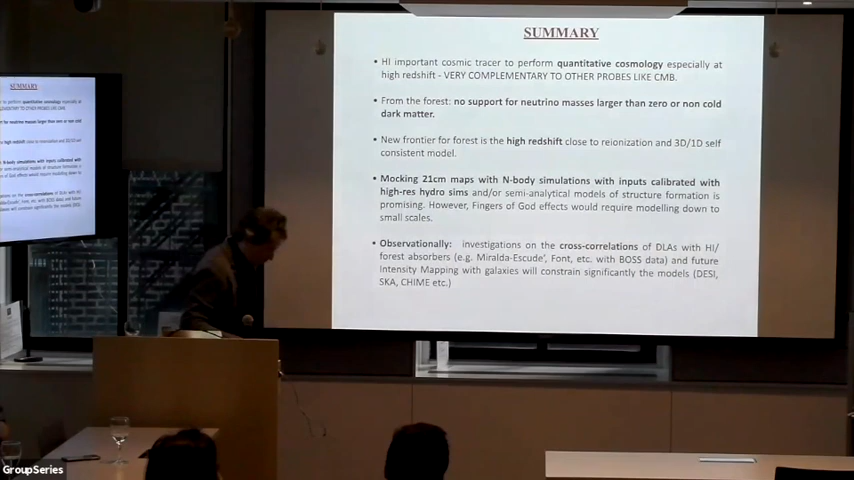 SUMMARY
• HI important cosmic tracer to perform quantitative cosmology especially at
high redshift - VERY COMPLEMENTARY TO OTHER PROBES LIKE CMB.
• From the forest: no support for neutrino masses larger than zero or non cold
dark matter.
• New frontier for forest is the high redshift close to reionization and 3D/1D self
consistent model.
• Mocking 21cm maps with N-body simulations with inputs calibrated with
high-res hydro sims and/or semi-analytical models of structure formation is
promising. However, Fingers of God effects would require modelling down to
small scales.
• Observationally: investigations on the cross-correlations of DLAs with HI/
forest absorbers (e.g. Miralda-Escude', Font, etc. with BOSS data) and future
Intensity Mapping with galaxies will constrain significantly the models (DESI,
SKA, CHIME etc.)
SUMMARY
GroupSeries